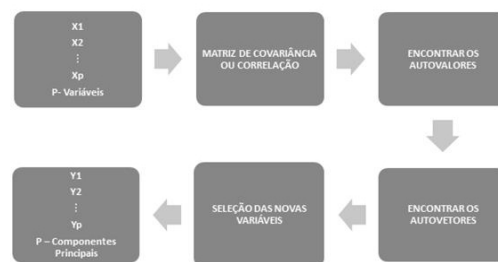 X1
X2
⋮
Xp
P- Variáveis
MATRIZ DE COVARIÂNCIA
OU CORRELAÇÃO
ENCONTRAR OS
AUTOVALORES
ENCONTRAR OS
AUTOVETORES
SELEÇÃO DAS NOVAS
VARIÁVEIS
Y1
Y2
⋮
Yp
P – Componentes
Principais